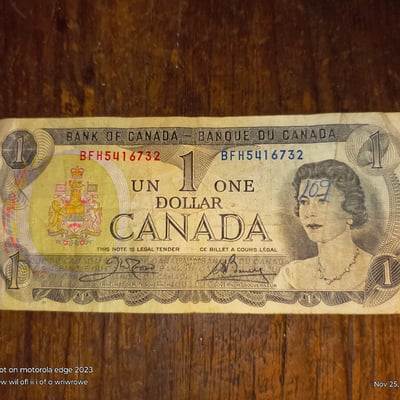 1 BANK OF CANADA – BANQUE DU CANADA 1
BFH5416732 BFH5416732
UN 1 ONE
DOLLAR
CANADA
109
THIS NOTE IS LEGAL TENDER CE BILLET A COURS LÉGAL
1 1
on motorola edge 2023
Nov 25,